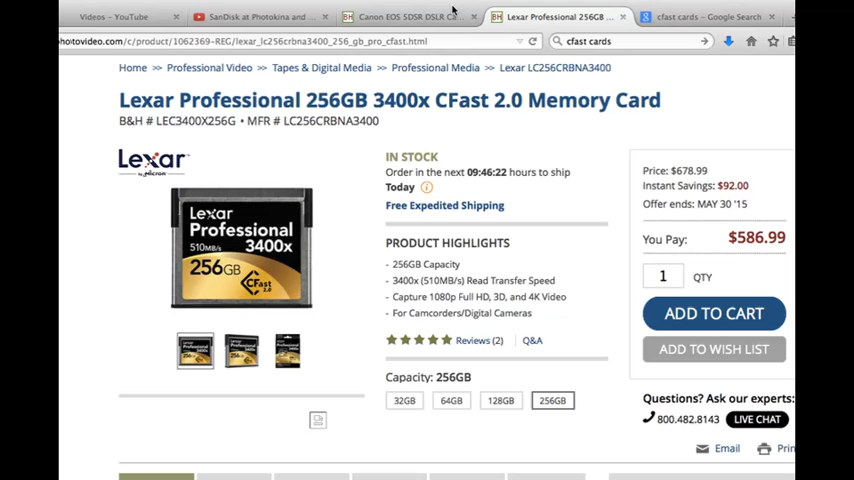 Videos - YouTube
SanDisk at Photokina and ...
Canon EOS 5DSR DSLR Ca...
Lexar Professional 256GB ...
cfast cards - Google Search
photovideo.com/c/product/1062369-REG/lexar_lc256crbna3400_256_gb_pro_cfast.html
cfast cards
Home >> Professional Video >> Tapes & Digital Media >> Professional Media >> Lexar LC256CRBNA3400
Lexar Professional 256GB 3400x CFast 2.0 Memory Card
B&H # LEC3400X256G • MFR # LC256CRBNA3400
Lexar
by micron
Lexar
Professional
510MB/s 3400x
256GB
CFast 2.0
IN STOCK
Order in the next 09:46:22 hours to ship
Today
Free Expedited Shipping
PRODUCT HIGHLIGHTS
- 256GB Capacity
- 3400x (510MB/s) Read Transfer Speed
- Capture 1080p Full HD, 3D, and 4K Video
- For Camcorders/Digital Cameras
Reviews (2) Q&A
Capacity: 256GB
32GB 64GB 128GB 256GB
Price: $678.99
Instant Savings: $92.00
Offer ends: MAY 30 '15
You Pay: $586.99
1 QTY
ADD TO CART
ADD TO WISH LIST
Questions? Ask our experts:
800.482.8143 LIVE CHAT
Email Prin